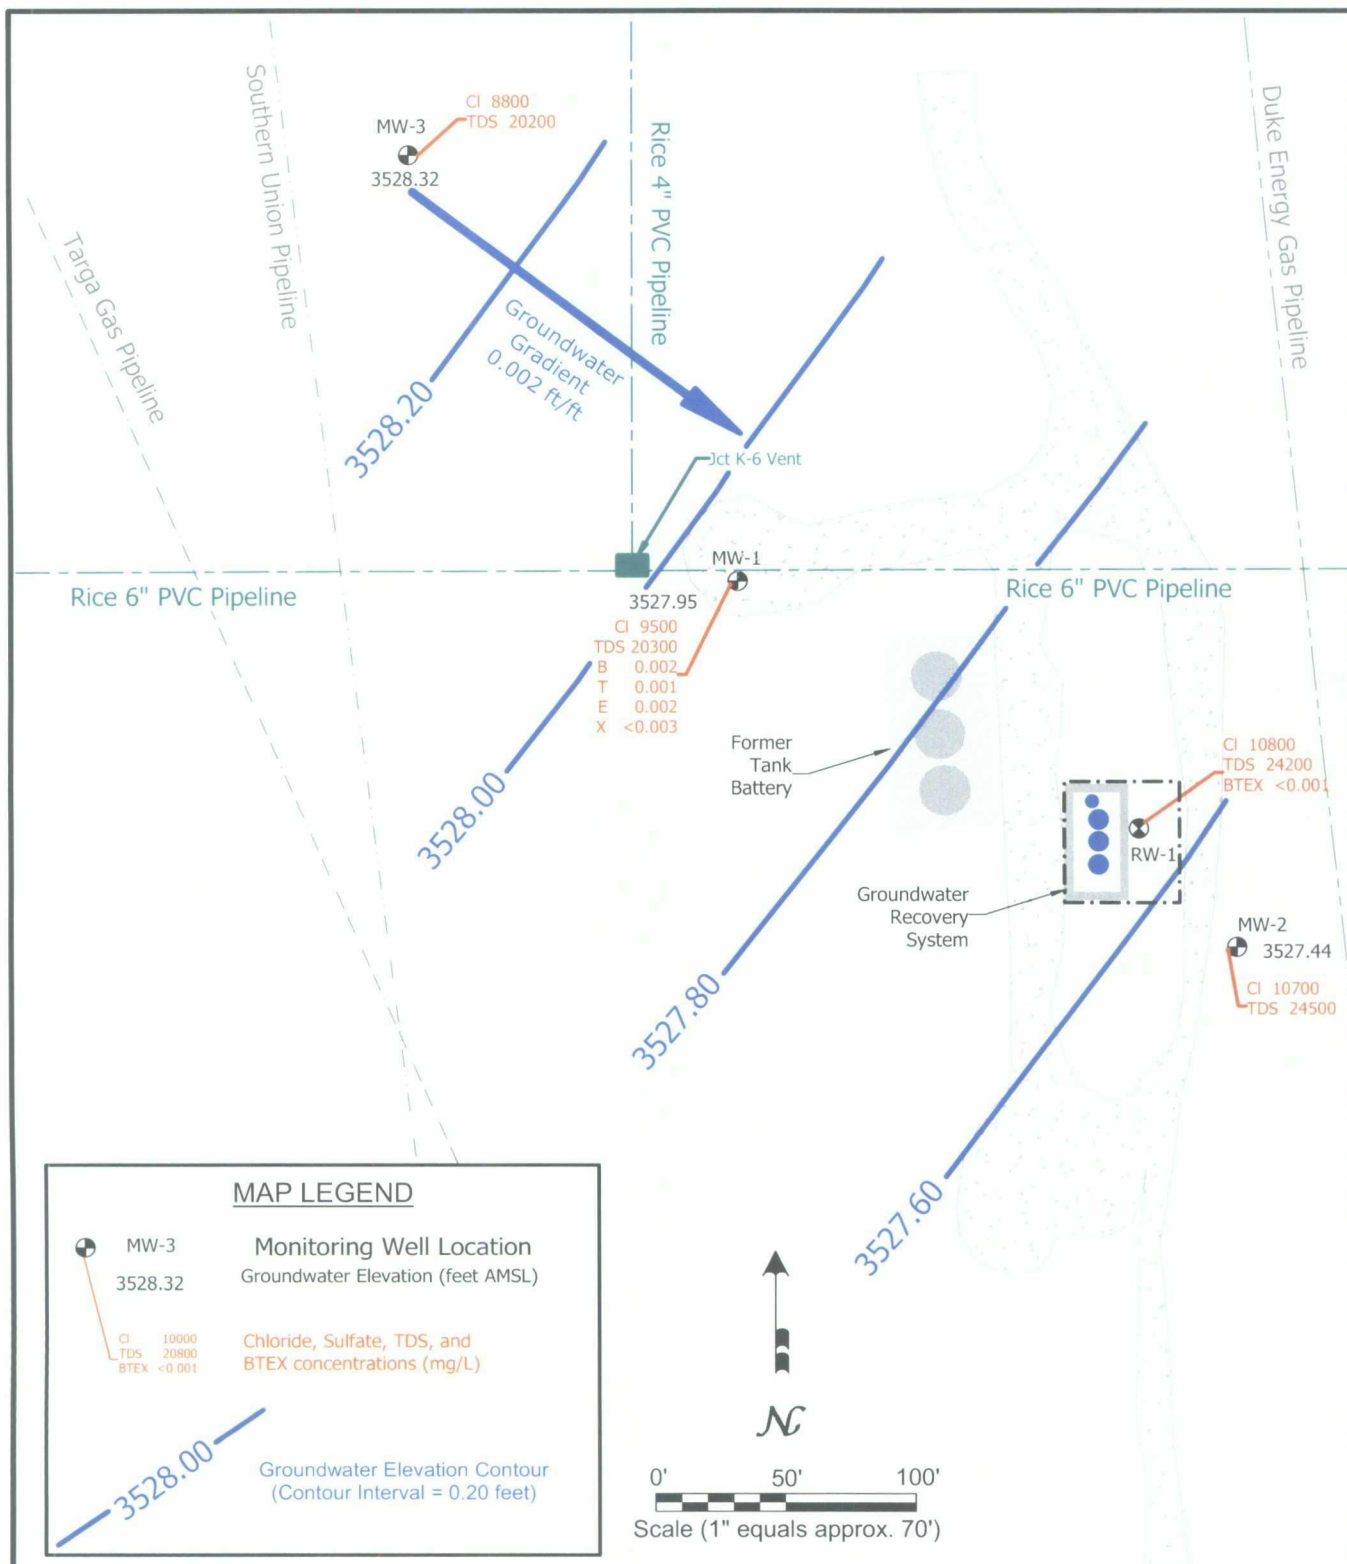 Cl 8800
TDS 20200
MW-3
3528.32
Southern Union Pipeline
Rice 4" PVC Pipeline
Duke Energy Gas Pipeline
Targa Gas Pipeline
Groundwater
Gradient
0.002 ft/ft
3528.20
Jct K-6 Vent
MW-1
Rice 6" PVC Pipeline
Rice 6" PVC Pipeline
3527.95
Cl 9500
TDS 20300
B 0.002
T 0.001
E 0.002
X <0.003
3528.00
Former
Tank
Battery
Cl 10800
TDS 24200
BTEX <0.001
RW-1
Groundwater
Recovery
System
MW-2
3527.44
Cl 10700
TDS 24500
3527.80
3527.60
MAP LEGEND
MW-3 Monitoring Well Location
3528.32 Groundwater Elevation (feet AMSL)
Cl 10000
TDS 20800
BTEX <0.001
Chloride, Sulfate, TDS, and
BTEX concentrations (mg/L)
3528.00
Groundwater Elevation Contour
(Contour Interval = 0.20 feet)
N
0' 50' 100'
Scale (1" equals approx. 70')